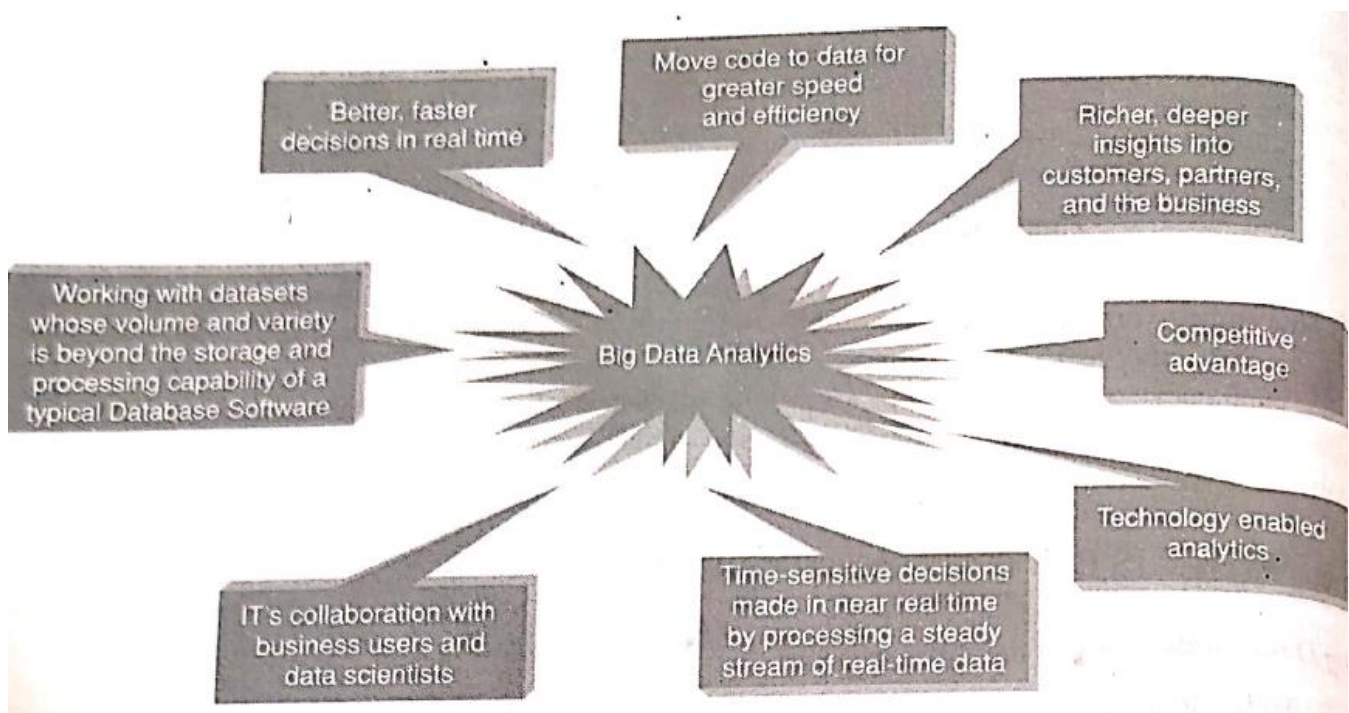 Move code to data for
greater speed
and efficiency
Better, faster
decisions in real time
Richer, deeper
insights into
customers, partners,
and the business
Working with datasets
whose volume and variety
is beyond the storage and
processing capability of a
typical Database Software
Big Data Analytics
Competitive
advantage
Technology enabled
analytics
IT's collaboration with
business users and
data scientists
Time-sensitive decisions
made in near real time
by processing a steady
stream of real-time data